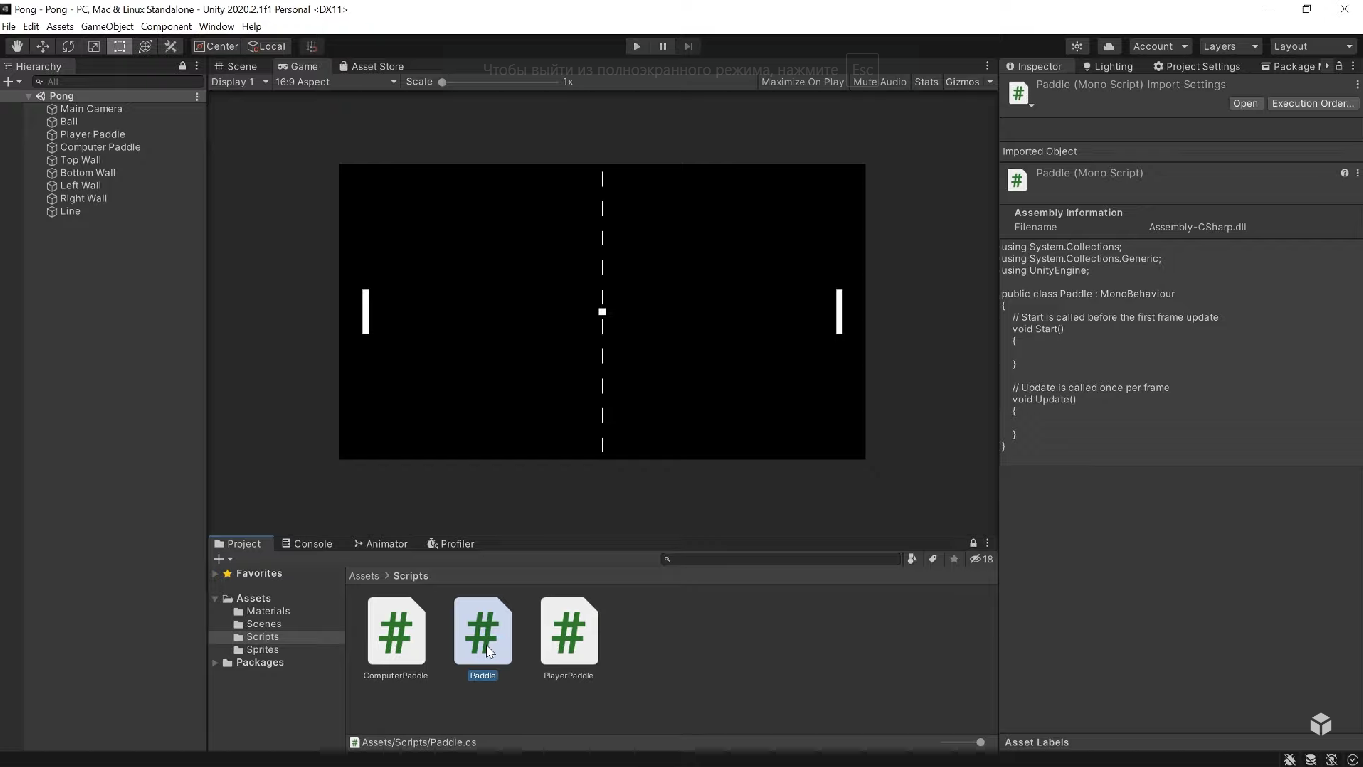 Pong - Pong - PC, Mac & Linux Standalone - Unity 2020.2.1f1 Personal <DX11>
File Edit Assets GameObject Component Window Help
Center Local Account Layers Layout
Hierarchy
Scene Game Asset Store
Чтобы выйти из полноэкранного режима, нажмите Esc
Inspector Lighting Project Settings Package M
All
Display 1 16:9 Aspect Scale 1x Maximize On Play Mute Audio Stats Gizmos
Paddle (Mono Script) Import Settings
Open Execution Order...
Pong
Main Camera
Ball
Player Paddle
Computer Paddle
Top Wall
Bottom Wall
Left Wall
Right Wall
Line
Imported Object
Paddle (Mono Script)
Assembly Information
Filename Assembly-CSharp.dll
using System.Collections;
using System.Collections.Generic;
using UnityEngine;
public class Paddle : MonoBehaviour
{
// Start is called before the first frame update
void Start()
{
}
// Update is called once per frame
void Update()
{
}
}
Project Console Animator Profiler
18
Favorites
Assets
Materials
Scenes
Scripts
Sprites
Packages
Assets > Scripts
# # #
ComputerPaddle Paddle PlayerPaddle
Assets/Scripts/Paddle.cs
Asset Labels